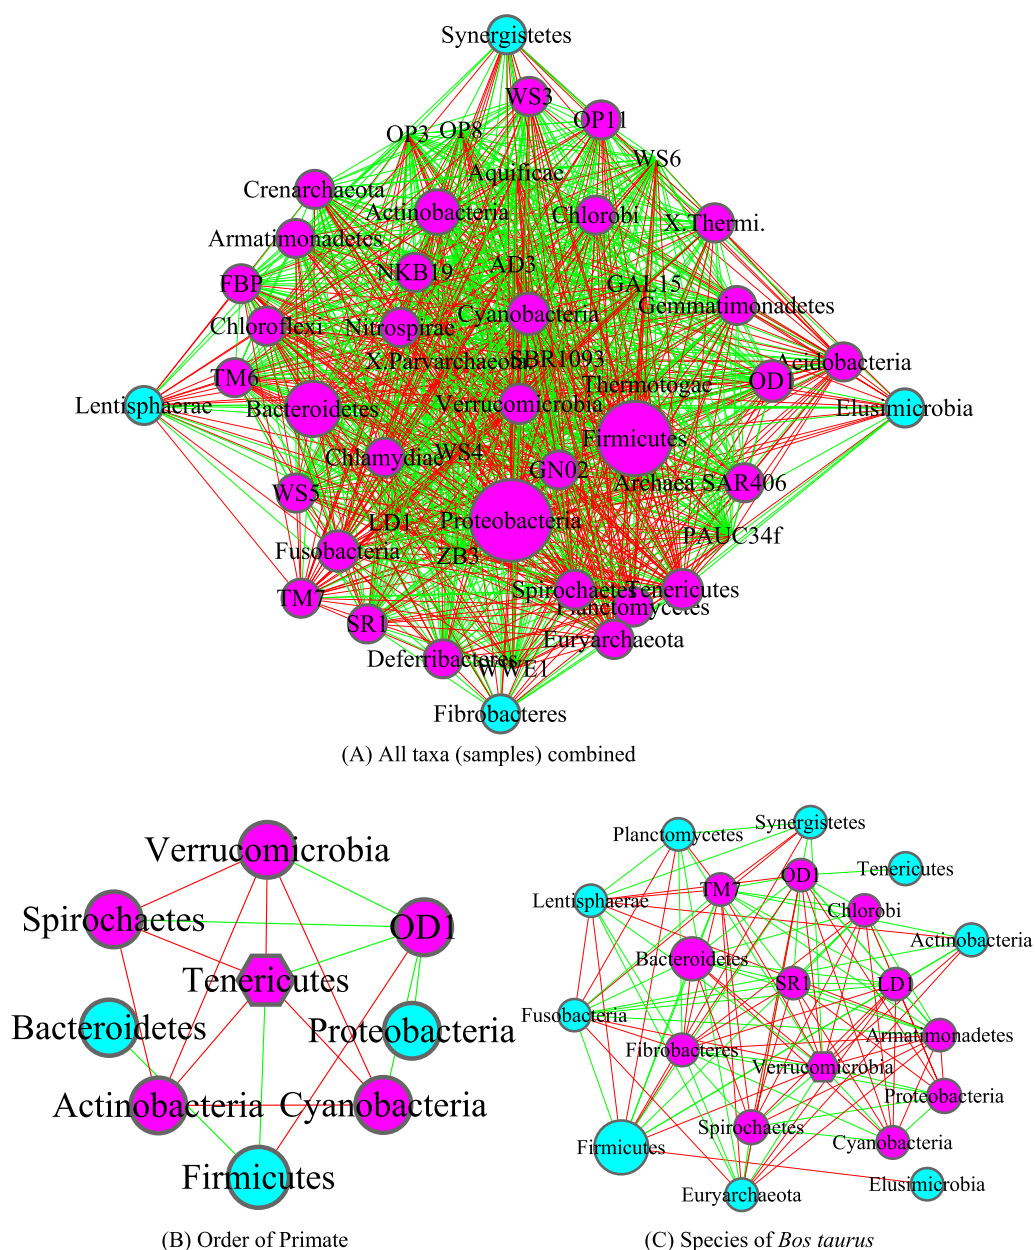 Synergistetes
WS3
OP11
OP3
OP8
WS6
Aquificae
Crenarchaeota
Actinobacteria
Chlorobi
X.Thermi.
Armatimonadetes
NKB19
AD3
FBP
GAL15
Gemmatimonadetes
Chloroflexi
Nitrospirae
Cyanobacteria
X.Parvarchaeota.
SBR1093
Acidobacteria
TM6
Thermotogae
OD1
Lentisphaerae
Bacteroidetes
Verrucomicrobia
Elusimicrobia
Firmicutes
Chlamydiae
WS4
GN02
Archaea
SAR406
WS5
LD1
Proteobacteria
PAUC34f
Fusobacteria
ZB3
TM7
Spirochaetes
Tenericutes
Planctomycetes
SR1
Euryarchaeota
Deferribacteres
WWE1
Fibrobacteres
(A) All taxa (samples) combined
Verrucomicrobia
Spirochaetes
OD1
Tenericutes
Bacteroidetes
Proteobacteria
Actinobacteria
Cyanobacteria
Firmicutes
(B) Order of Primate
Planctomycetes
Synergistetes
Tenericutes
OD1
TM7
Lentisphaerae
Chlorobi
Actinobacteria
Bacteroidetes
SR1
LD1
Fusobacteria
Armatimonadetes
Fibrobacteres
Verrucomicrobia
Proteobacteria
Spirochaetes
Cyanobacteria
Firmicutes
Elusimicrobia
Euryarchaeota
(C) Species of Bos taurus